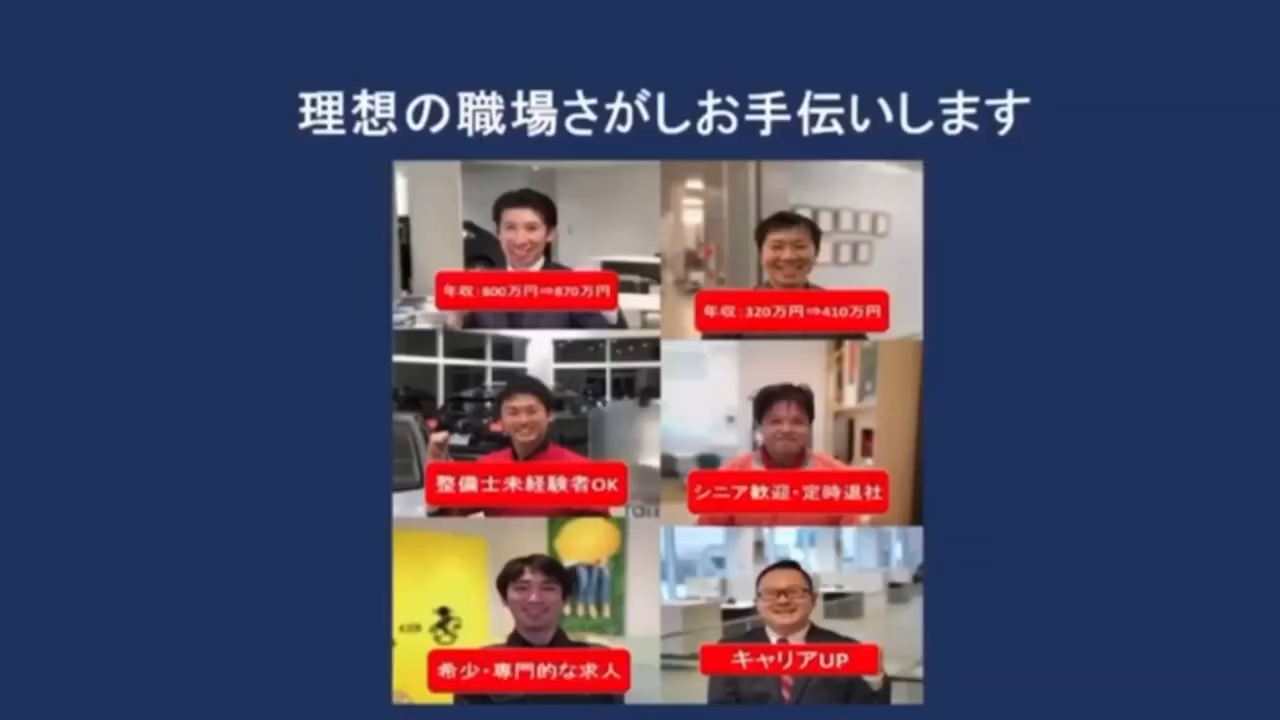 理想の職場さがしお手伝いします
年収:600万円⇒870万円
年収:320万円⇒410万円
整備士未経験者OK
シニア歓迎・定時退社
希少・専門的な求人
キャリアUP